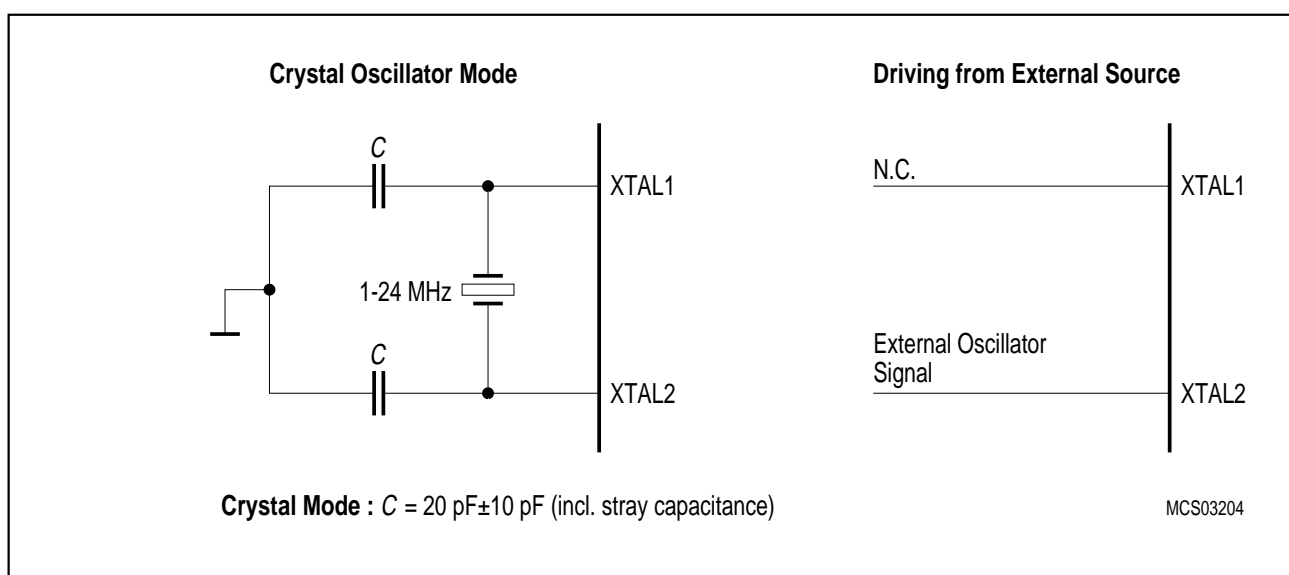 Crystal Oscillator Mode
C
XTAL1
1-24 MHz
C
XTAL2
Driving from External Source
N.C.
XTAL1
External Oscillator
Signal
XTAL2
Crystal Mode : C = 20 pF±10 pF (incl. stray capacitance)
MCS03204